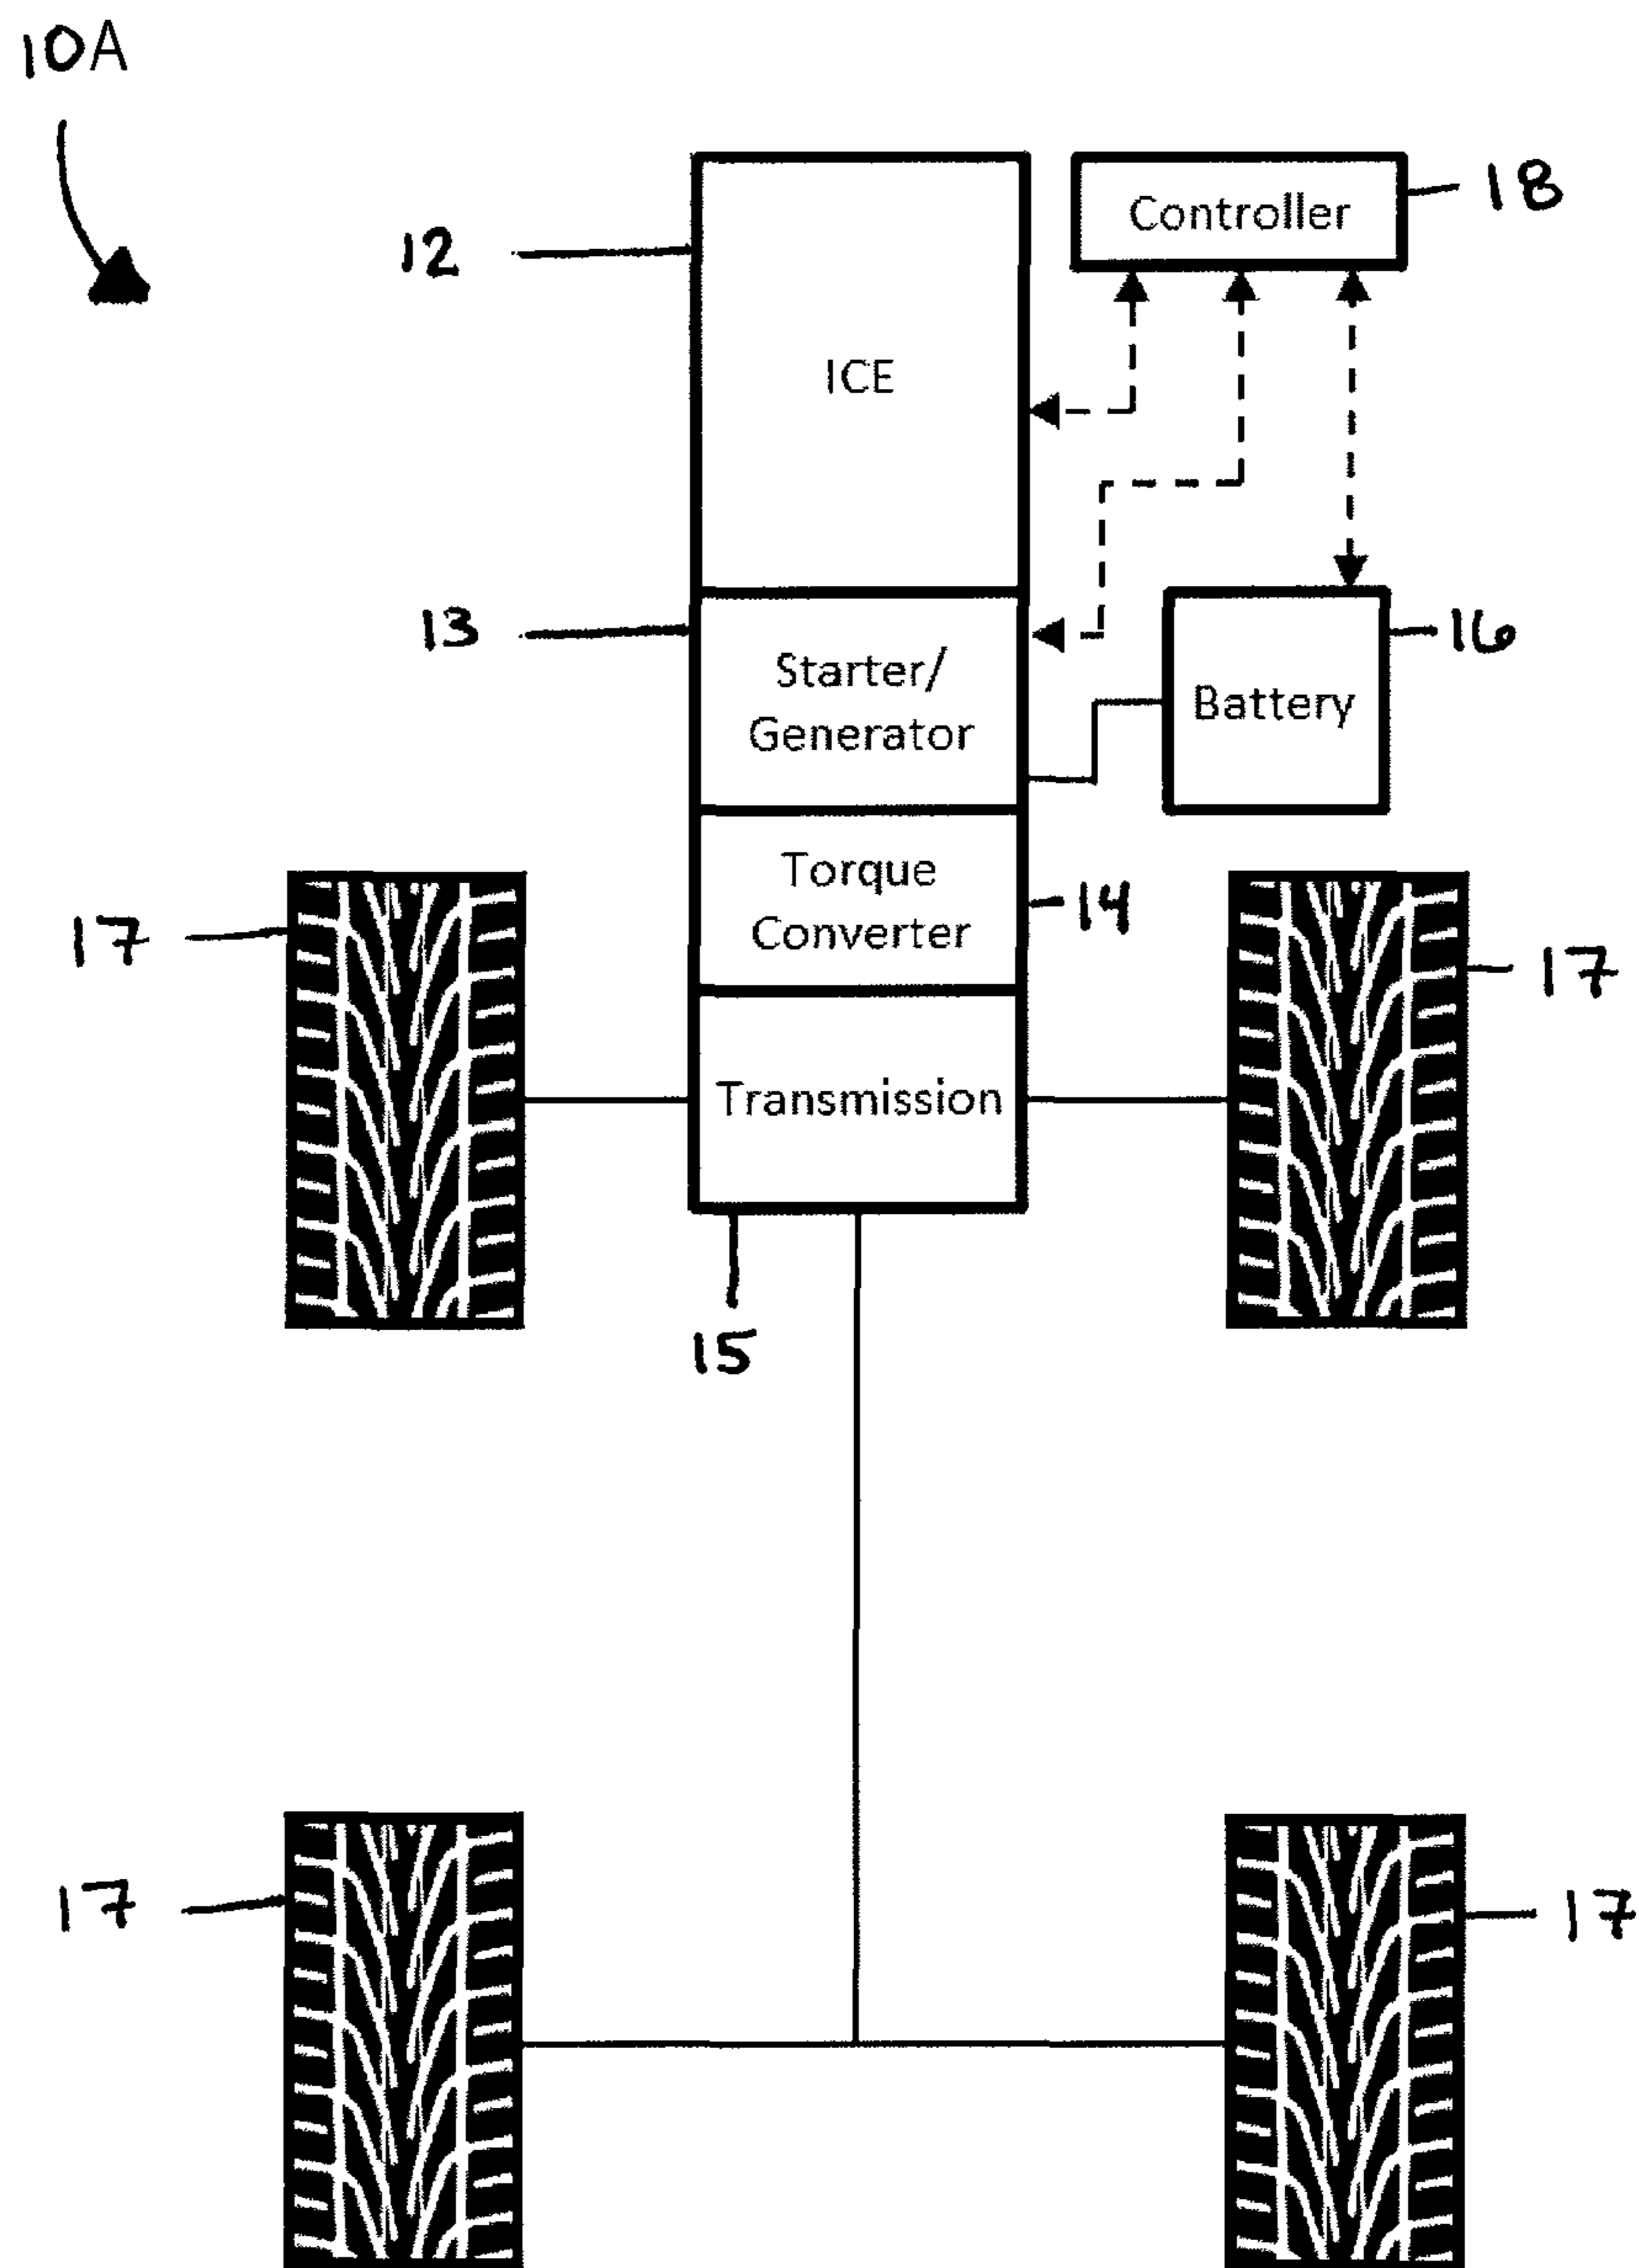 10A
Controller
18
12
ICE
13
Starter/
Generator
16
Battery
Torque
Converter
14
17
17
Transmission
15
17
17